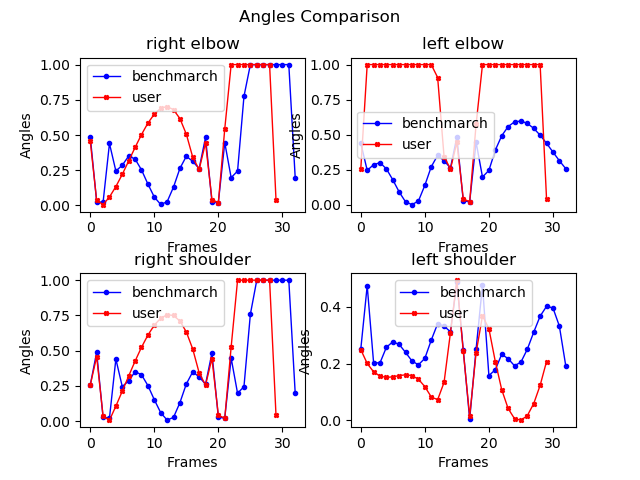 Angles Comparison
right elbow
left elbow
Angles
1.00
0.75
0.50
0.25
0.00
benchmarch
user
0
10
20
30
Frames
Angles
1.00
0.75
0.50
0.25
0.00
benchmarch
user
0
10
20
30
Frames
right shoulder
left shoulder
Angles
1.00
0.75
0.50
0.25
0.00
benchmarch
user
0
10
20
30
Frames
Angles
0.4
0.2
0.0
benchmarch
user
0
10
20
30
Frames